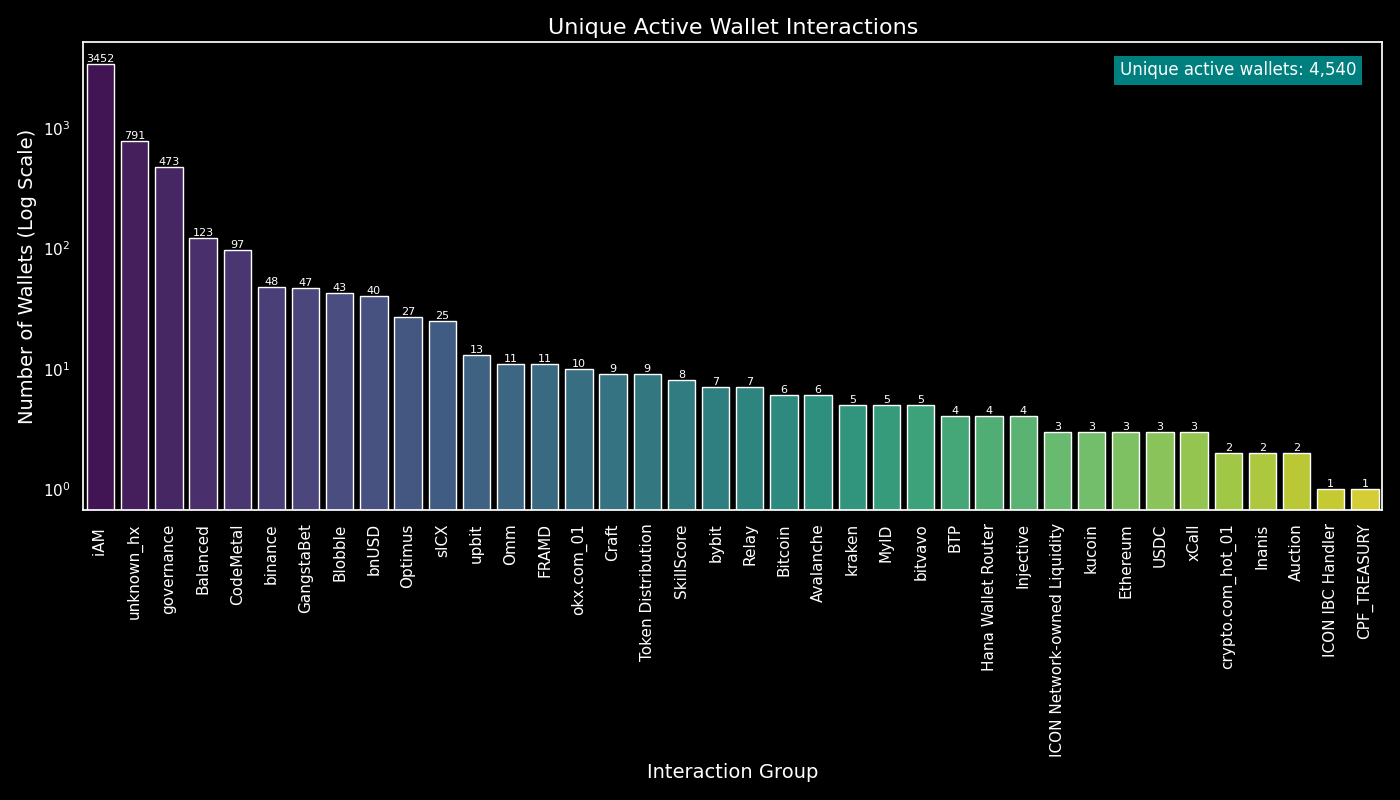 Unique Active Wallet Interactions
Unique active wallets: 4,540
Number of Wallets (Log Scale)
10³
10²
10¹
10⁰
3452
791
473
123
97
48
47
43
40
27
25
13
11
11
10
9
9
8
7
7
6
6
5
5
5
4
4
4
3
3
3
3
3
2
2
2
1
1
iAM
unknown_hx
governance
Balanced
CodeMetal
binance
GangstaBet
Blobble
bnUSD
Optimus
sICX
upbit
Omm
FRAMD
okx.com_01
Craft
Token Distribution
SkillScore
bybit
Relay
Bitcoin
Avalanche
kraken
MyID
bitvavo
BTP
Hana Wallet Router
Injective
ICON Network-owned Liquidity
kucoin
Ethereum
USDC
xCall
crypto.com_hot_01
Inanis
Auction
ICON IBC Handler
CPF_TREASURY
Interaction Group